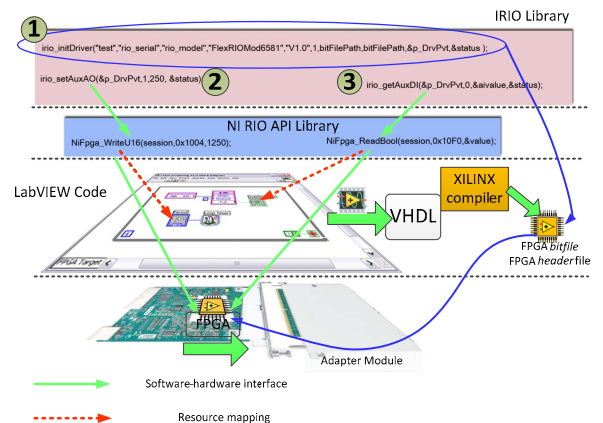 IRIO Library
1
irio_initDriver("test","rio_serial","rio_model","FlexRIOMod6581","V1.0",1,bitFilePath,bitFilePath,&p_DrvPvt,&status );
irio_setAuxAO(&p_DrvPvt,1,250, &status)
2
3
irio_getAuxDI(&p_DrvPvt,0,&aivalue,&status);
NI RIO API Library
NiFpga_WriteU16(session,0x1004,1250);
NiFpga_ReadBool(session,0x10F0,&value);
LabVIEW Code
VHDL
XILINX
compiler
FPGA bitfile
FPGA header file
FPGA Target
FPGA
Adapter Module
Software-hardware interface
Resource mapping